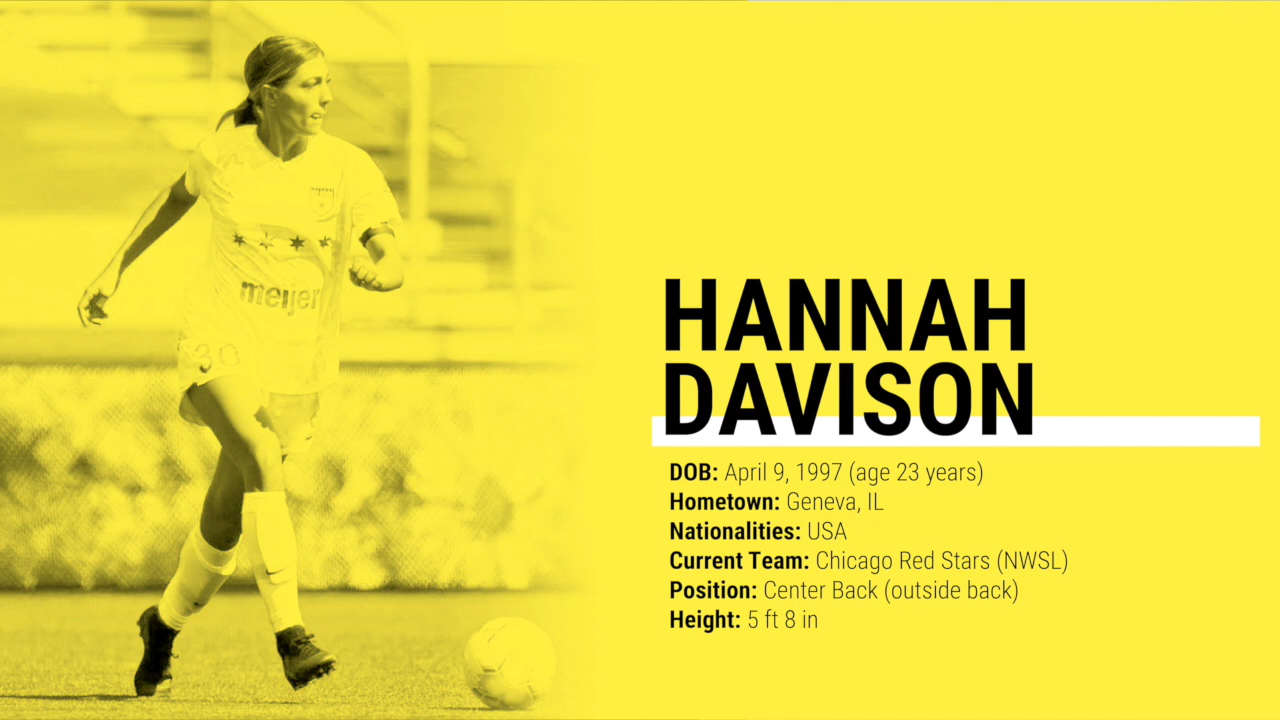 meijer
30
HANNAH
DAVISON
DOB: April 9, 1997 (age 23 years)
Hometown: Geneva, IL
Nationalities: USA
Current Team: Chicago Red Stars (NWSL)
Position: Center Back (outside back)
Height: 5 ft 8 in